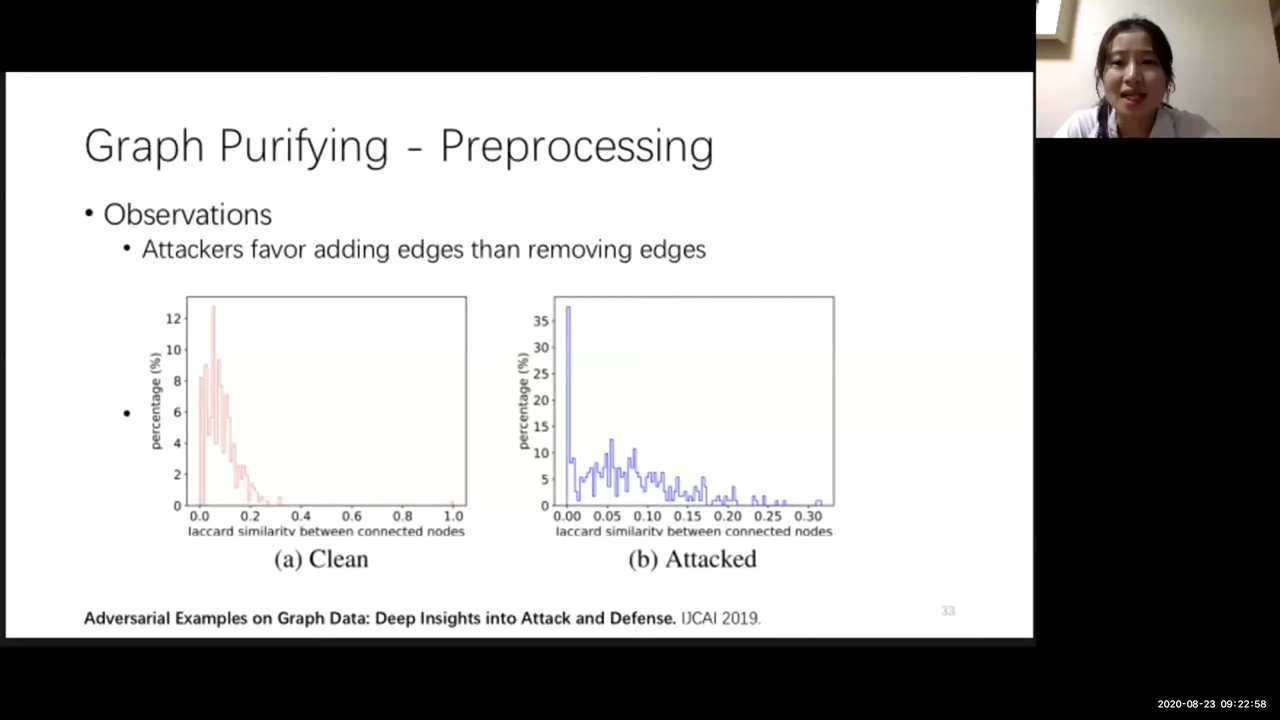 Graph Purifying - Preprocessing
• Observations
• Attackers favor adding edges than removing edges
•
percentage (%)
12
10
8
6
4
2
0
0.0 0.2 0.4 0.6 0.8 1.0
Jaccard similarity between connected nodes
(a) Clean
percentage (%)
35
30
25
20
15
10
5
0
0.00 0.05 0.10 0.15 0.20 0.25 0.30
Jaccard similarity between connected nodes
(b) Attacked
Adversarial Examples on Graph Data: Deep Insights into Attack and Defense. IJCAI 2019.
33
2020-08-23 09:22:58